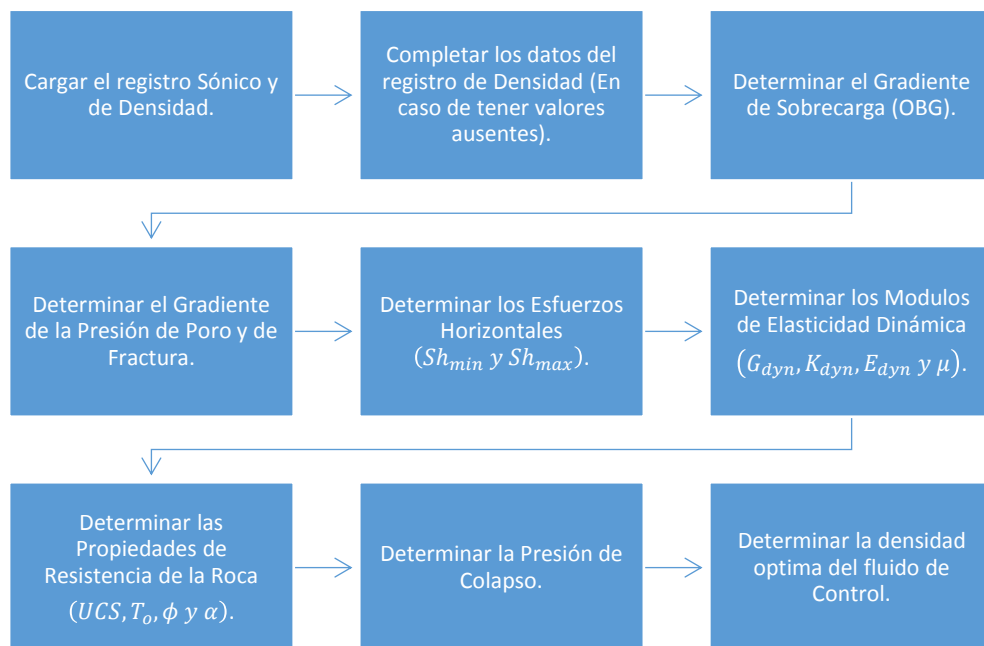 Cargar el registro Sónico y
de Densidad.
Completar los datos del
registro de Densidad (En
caso de tener valores
ausentes).
Determinar el Gradiente
de Sobrecarga (OBG).
Determinar el Gradiente
de la Presión de Poro y de
Fractura.
Determinar los Esfuerzos
Horizontales
(Sh_min y Sh_max).
Determinar los Modulos
de Elasticidad Dinámica
(G_dyn, K_dyn, E_dyn y μ).
Determinar las
Propiedades de
Resistencia de la Roca
(UCS, T_o, ϕ y α).
Determinar la Presión de
Colapso.
Determinar la densidad
optima del fluido de
Control.